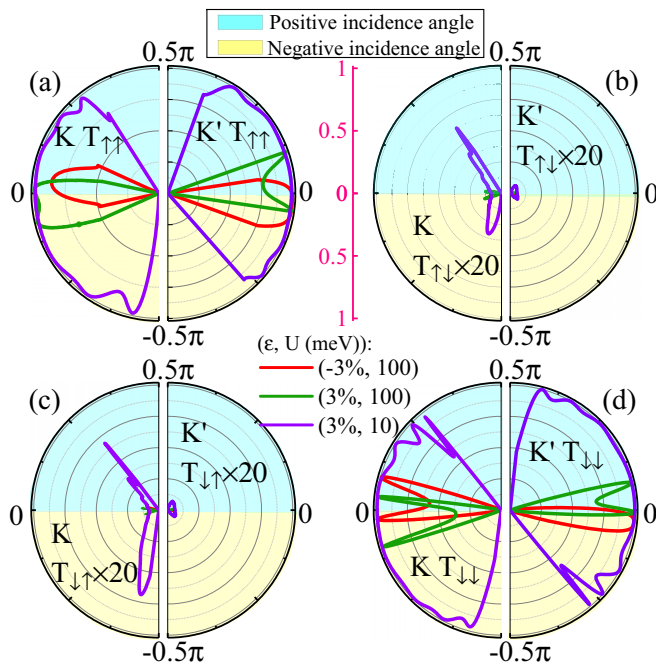 Positive incidence angle
Negative incidence angle
(a)
0.5π
K T↑↑
K' T↑↑
0
0
-0.5π
1
0.5
0
0.5
1
(b)
0.5π
K'
T↑↓×20
0
K
T↑↓×20
-0.5π
(ε, U (meV)):
(-3%, 100)
(3%, 100)
(3%, 10)
(c)
0.5π
K'
T↓↑×20
0
0
K
T↓↑×20
-0.5π
(d)
0.5π
K' T↓↓
0
0
K T↓↓
-0.5π